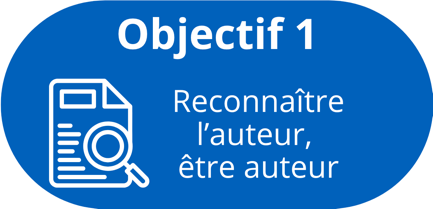 Objectif 1
Reconnaître
l’auteur,
être auteur